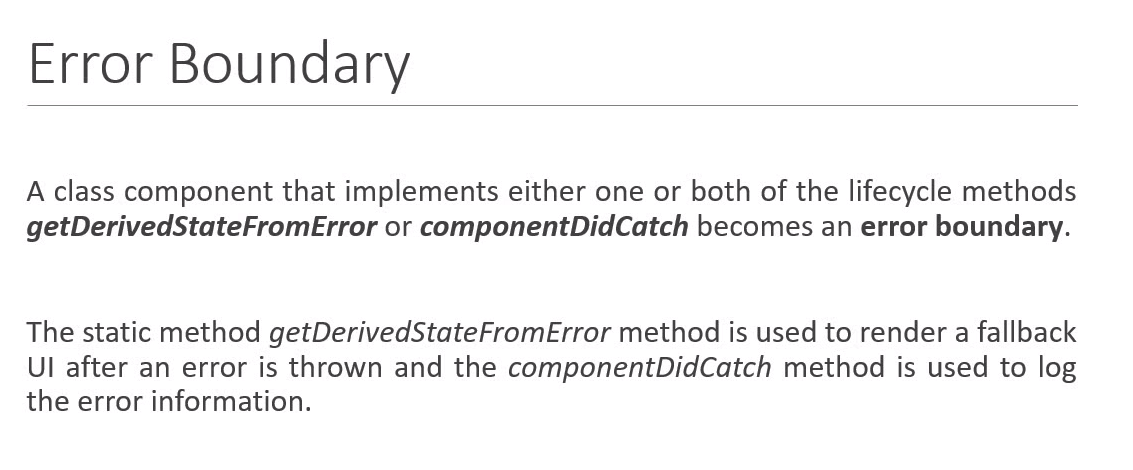 Error Boundary
A class component that implements either one or both of the lifecycle methods
getDerivedStateFromError or componentDidCatch becomes an error boundary.
The static method getDerivedStateFromError method is used to render a fallback
UI after an error is thrown and the componentDidCatch method is used to log
the error information.